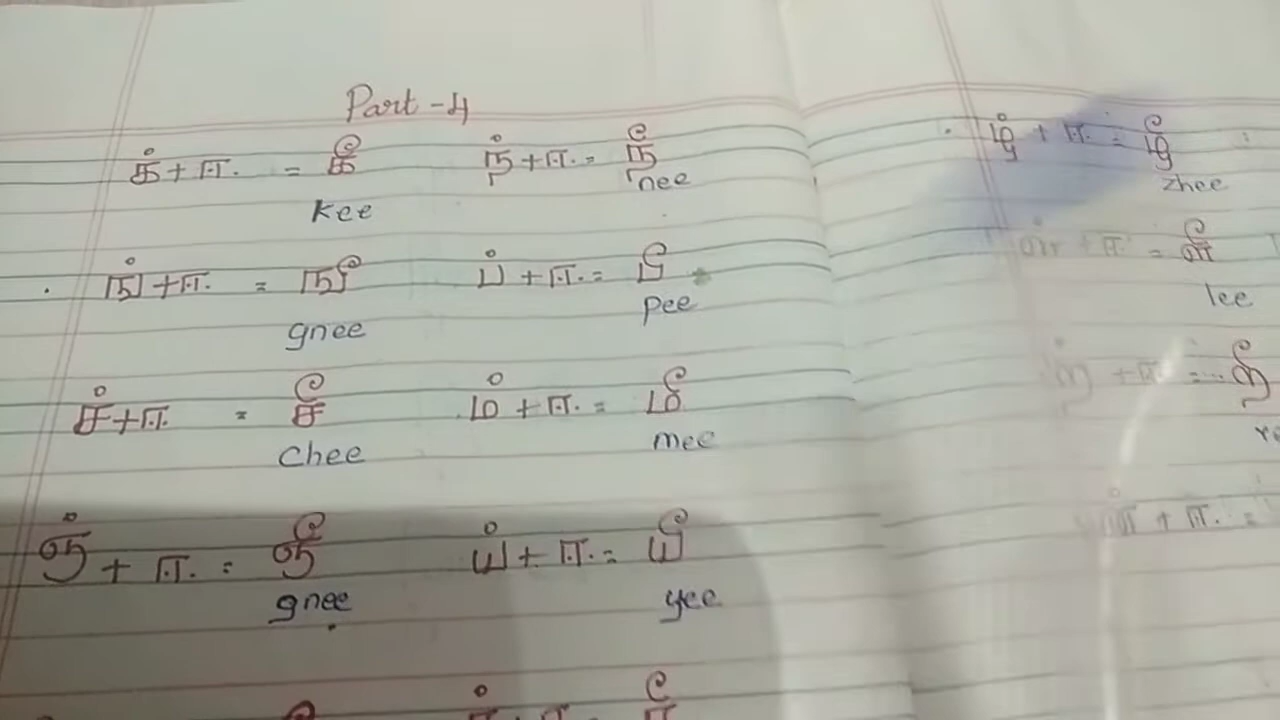 Part -4
க் + ஈ = கீ
kee
ங் + ஈ = ஙீ
gnee
ச் + ஈ = சீ
chee
ஞ் + ஈ = ஞீ
gnee
ந் + ஈ = நீ
nee
ப் + ஈ = பீ
pee
ம் + ஈ = மீ
mee
ய் + ஈ = யீ
yee
ழ் + ஈ = ழீ
zhee
ள் + ஈ = ளீ
lee
ற் + ஈ = றீ
+ ஈ =